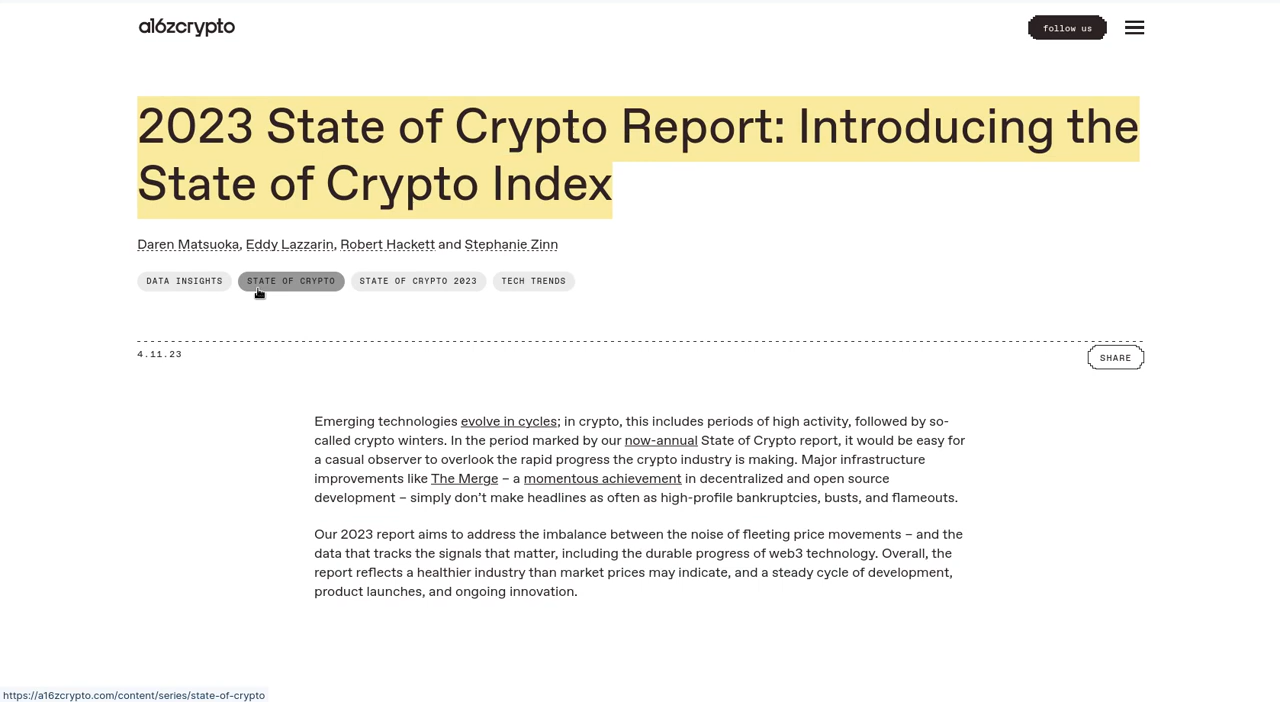 a16zcrypto
follow us
2023 State of Crypto Report: Introducing the
State of Crypto Index
Daren Matsuoka, Eddy Lazzarin, Robert Hackett and Stephanie Zinn
DATA INSIGHTS
STATE OF CRYPTO
STATE OF CRYPTO 2023
TECH TRENDS
4.11.23
SHARE
Emerging technologies evolve in cycles; in crypto, this includes periods of high activity, followed by so-
called crypto winters. In the period marked by our now-annual State of Crypto report, it would be easy for
a casual observer to overlook the rapid progress the crypto industry is making. Major infrastructure
improvements like The Merge – a momentous achievement in decentralized and open source
development – simply don’t make headlines as often as high-profile bankruptcies, busts, and flameouts.
Our 2023 report aims to address the imbalance between the noise of fleeting price movements – and the
data that tracks the signals that matter, including the durable progress of web3 technology. Overall, the
report reflects a healthier industry than market prices may indicate, and a steady cycle of development,
product launches, and ongoing innovation.
https://a16zcrypto.com/content/series/state-of-crypto